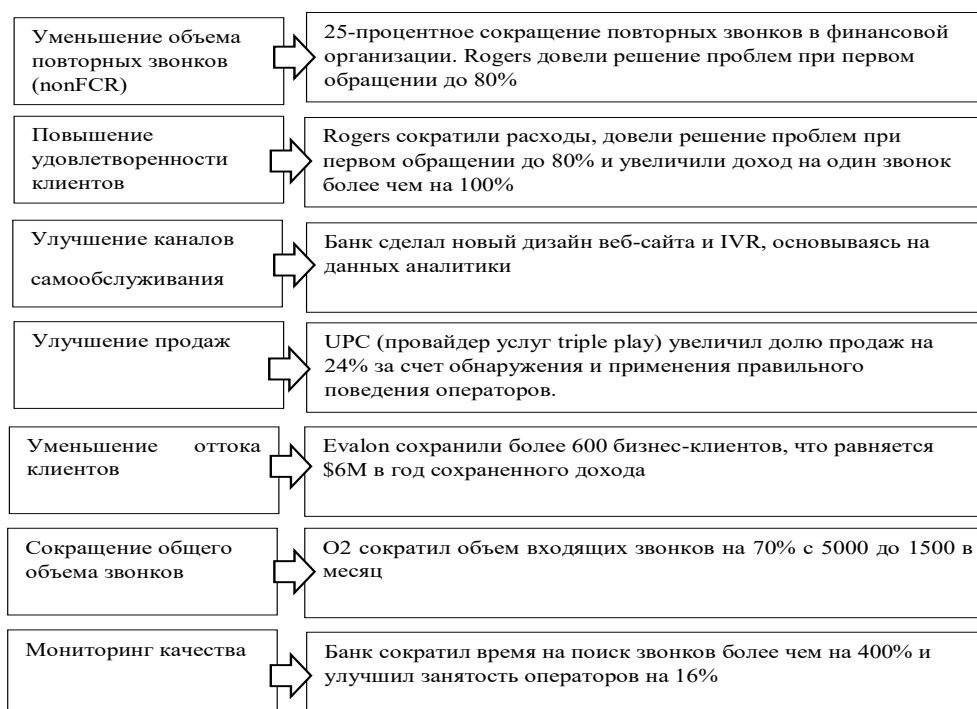 Уменьшение объема
повторных звонков
(nonFCR)
25-процентное сокращение повторных звонков в финансовой
организации. Rogers довели решение проблем при первом
обращении до 80%
Повышение
удовлетворенности
клиентов
Rogers сократили расходы, довели решение проблем при
первом обращении до 80% и увеличили доход на один звонок
более чем на 100%
Улучшение каналов
самообслуживания
Банк сделал новый дизайн веб-сайта и IVR, основываясь на
данных аналитики
Улучшение продаж
UPC (провайдер услуг triple play) увеличил долю продаж на
24% за счет обнаружения и применения правильного
поведения операторов.
Уменьшение оттока
клиентов
Evalon сохранили более 600 бизнес-клиентов, что равняется
$6M в год сохраненного дохода
Сокращение общего
объема звонков
О2 сократил объем входящих звонков на 70% с 5000 до 1500 в
месяц
Мониторинг качества
Банк сократил время на поиск звонков более чем на 400% и
улучшил занятость операторов на 16%